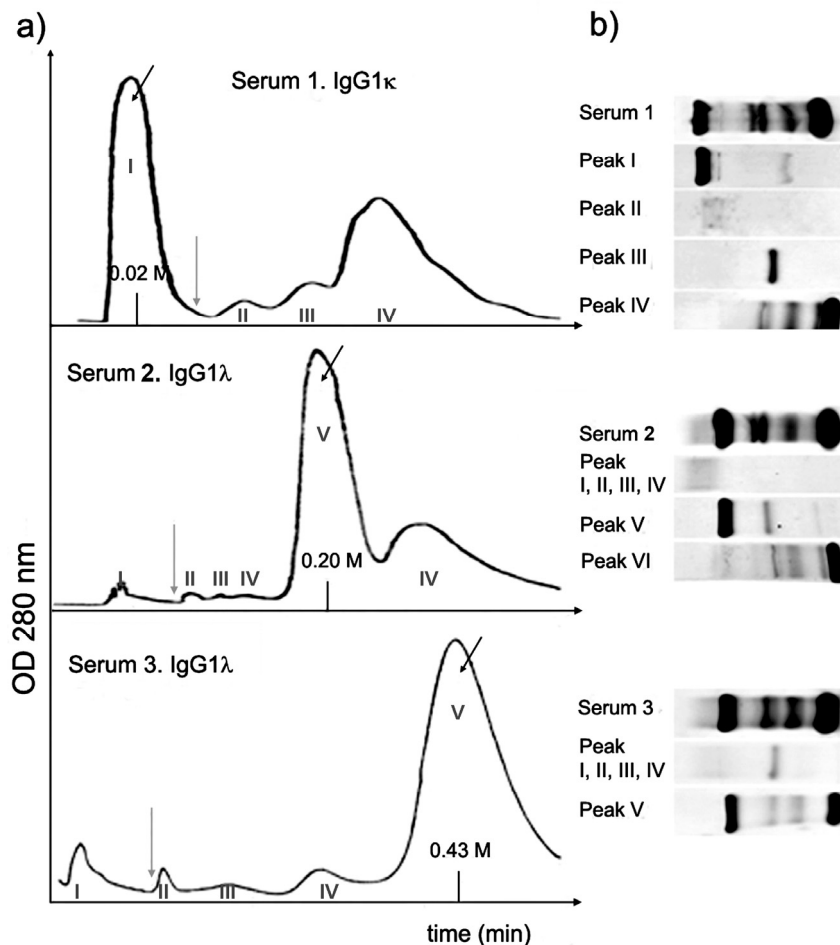 a)
Serum 1. IgG1κ
I
0.02 M
II
III
IV
Serum 2. IgG1λ
V
I
II
III
IV
0.20 M
IV
Serum 3. IgG1λ
V
0.43 M
I
II
III
IV
OD 280 nm
time (min)
b)
Serum 1
Peak I
Peak II
Peak III
Peak IV
Serum 2
Peak
I, II, III, IV
Peak V
Peak VI
Serum 3
Peak
I, II, III, IV
Peak V